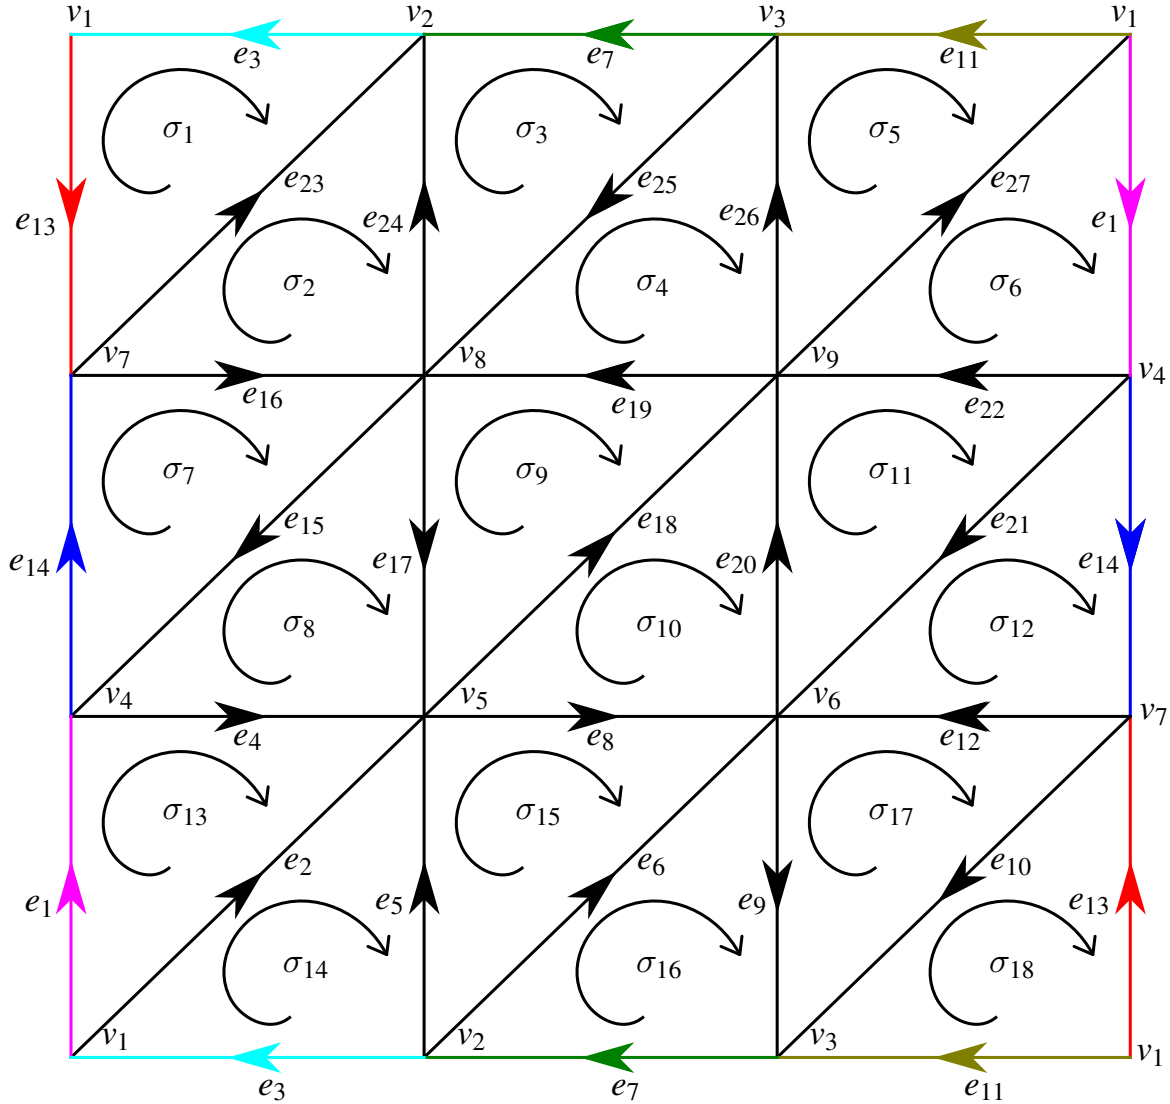 v1 v2 v3 v1
e3 e7 e11
σ1 σ3 σ5
e23 e25 e27
e13 e24 e26 e1
σ2 σ4 σ6
v7 v8 v9 v4
e16 e19 e22
σ7 σ9 σ11
e15 e18 e21
e14 e17 e20 e14
σ8 σ10 σ12
v4 v5 v6 v7
e4 e8 e12
σ13 σ15 σ17
e2 e6 e10
e1 e5 e9 e13
σ14 σ16 σ18
v1 v2 v3 v1
e3 e7 e11